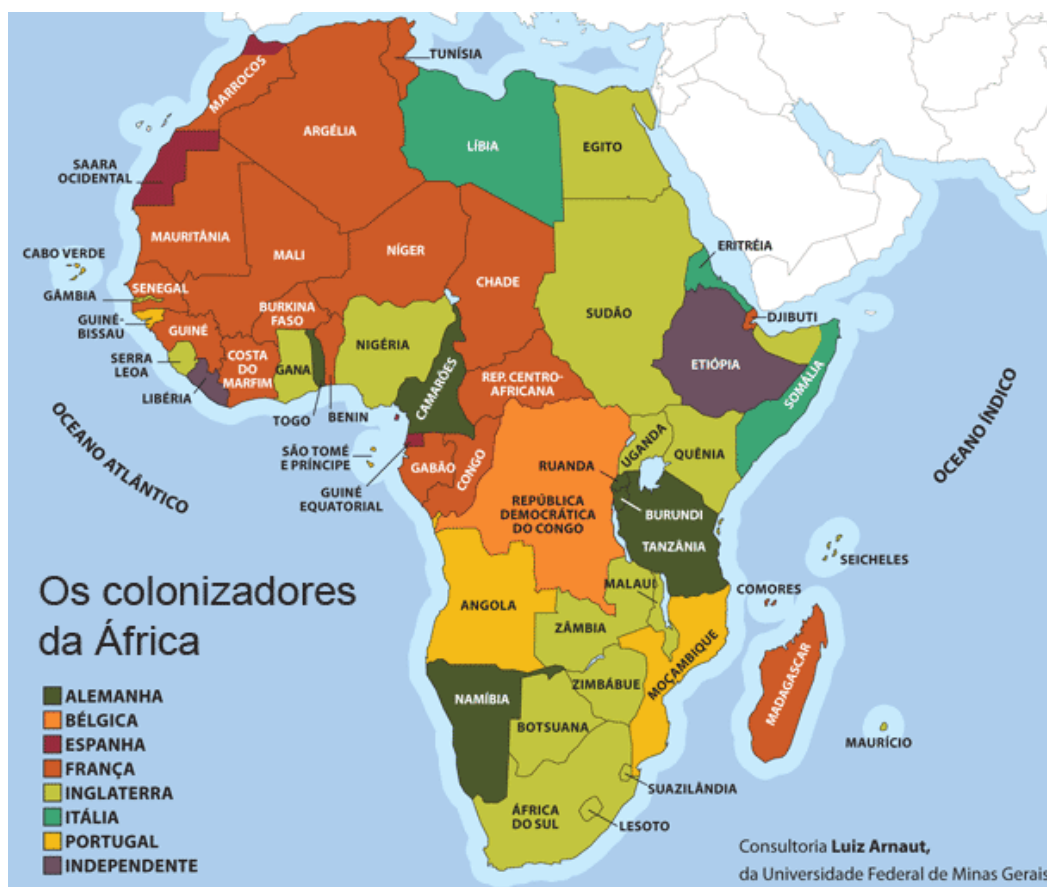 TUNÍSIA
MARROCOS
ARGÉLIA
LÍBIA
EGITO
SAARA
OCIDENTAL
MAURITÂNIA
MALI
NÍGER
CHADE
SUDÃO
ERITRÉIA
CABO VERDE
SENEGAL
GÂMBIA
GUINÉ-
BISSAU
GUINÉ
BURKINA
FASO
DJIBUTI
SERRA
LEOA
COSTA
DO
MARFIM
GANA
NIGÉRIA
CAMARÕES
REP. CENTRO-
AFRICANA
ETIÓPIA
SOMÁLIA
LIBÉRIA
TOGO
BENIN
OCEANO ATLÂNTICO
OCEANO ÍNDICO
SÃO TOMÉ
E PRÍNCIPE
GUINÉ
EQUATORIAL
GABÃO
CONGO
UGANDA
QUÊNIA
RUANDA
REPÚBLICA
DEMOCRÁTICA
DO CONGO
BURUNDI
TANZÂNIA
SEICHELES
MALAUI
COMORES
ANGOLA
ZÂMBIA
MOÇAMBIQUE
MADAGASCAR
NAMÍBIA
ZIMBÁBUE
BOTSUANA
MAURÍCIO
SUAZILÂNDIA
ÁFRICA
DO SUL
LESOTO
Os colonizadores
da África
ALEMANHA
BÉLGICA
ESPANHA
FRANÇA
INGLATERRA
ITÁLIA
PORTUGAL
INDEPENDENTE
Consultoria Luiz Arnaut,
da Universidade Federal de Minas Gerais